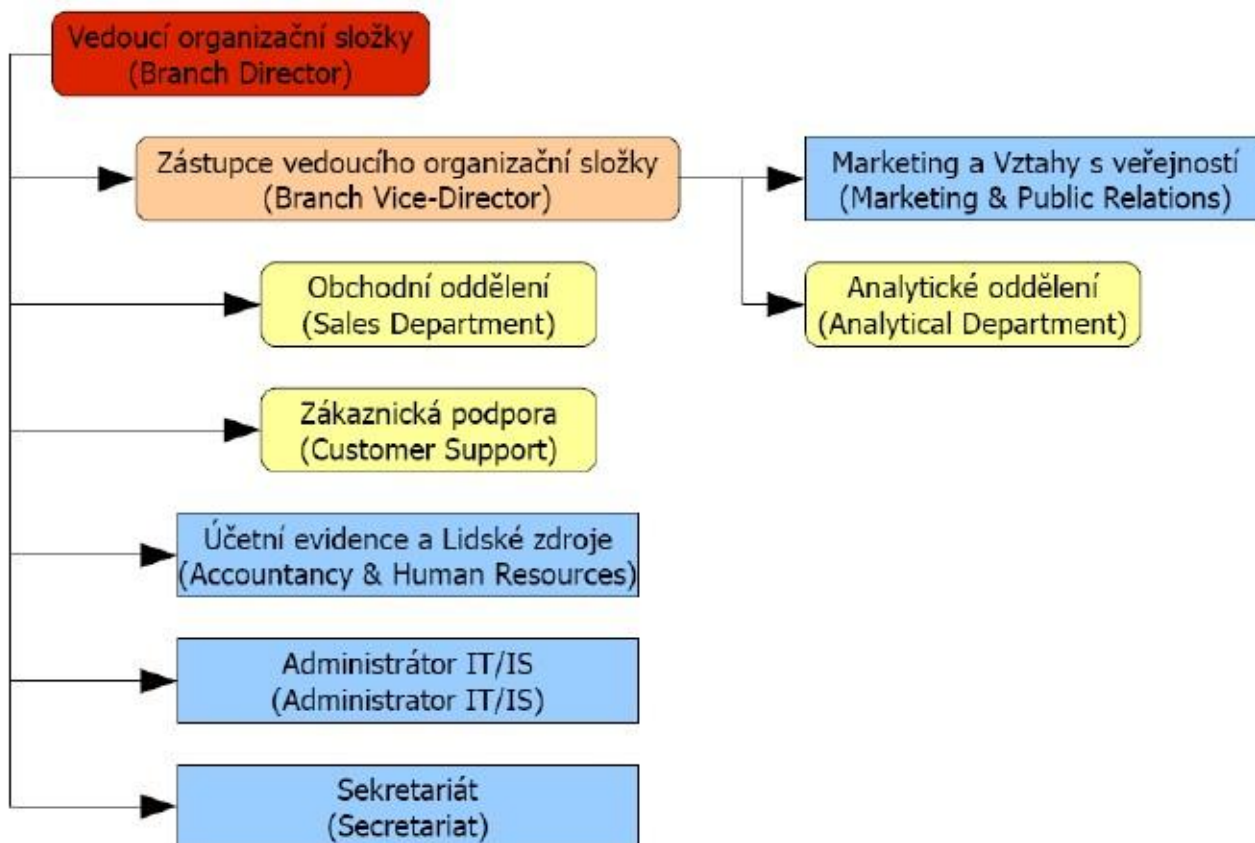 Vedoucí organizační složky
(Branch Director)
Zástupce vedoucího organizační složky
(Branch Vice-Director)
Marketing a Vztahy s veřejností
(Marketing & Public Relations)
Obchodní oddělení
(Sales Department)
Analytické oddělení
(Analytical Department)
Zákaznická podpora
(Customer Support)
Účetní evidence a Lidské zdroje
(Accountancy & Human Resources)
Administrátor IT/IS
(Administrator IT/IS)
Sekretariát
(Secretariat)